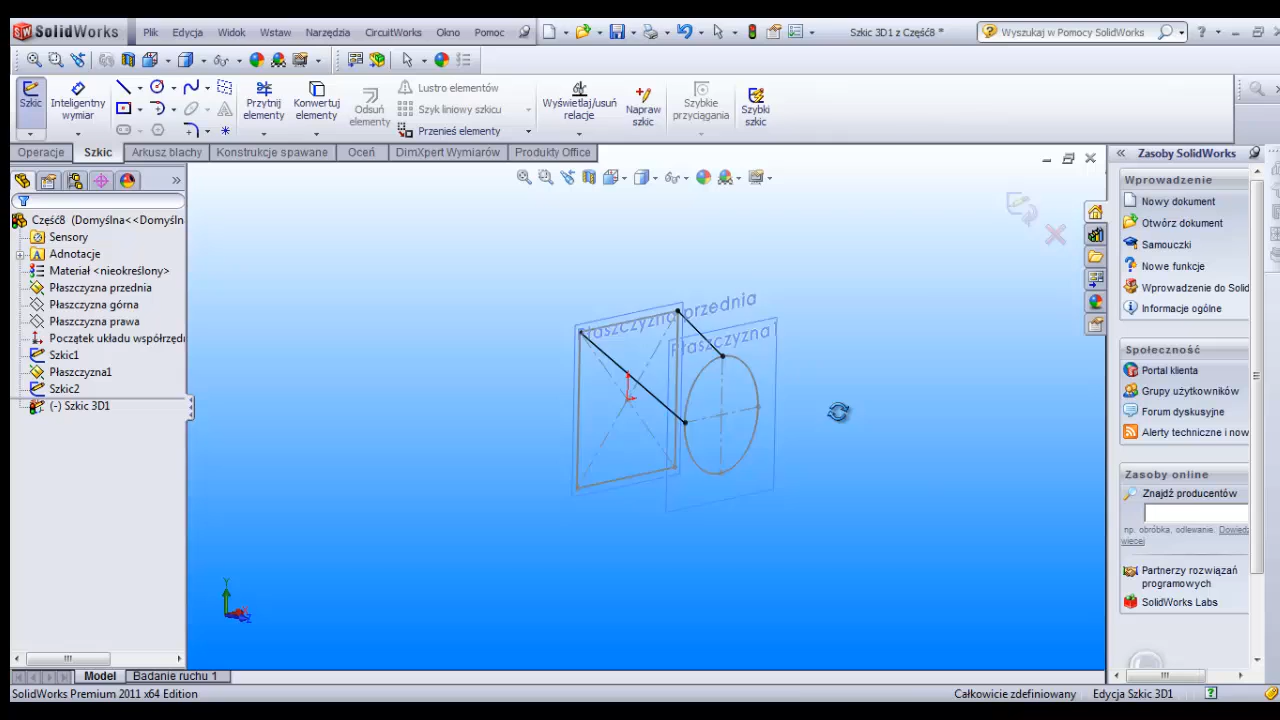 SolidWorks
Plik Edycja Widok Wstaw Narzędzia CircuitWorks Okno Pomoc
Szkic 3D1 z Część8 *
Wyszukaj w Pomocy SolidWorks
Szkic
Inteligentny wymiar
Przytnij elementy
Konwertuj elementy
Odsuń elementy
Lustro elementów
Szyk liniowy szkicu
Przenieś elementy
Wyświetlaj/usuń relacje
Napraw szkic
Szybkie przyciągania
Szybki szkic
Operacje Szkic Arkusz blachy Konstrukcje spawane Oceń DimXpert Wymiarów Produkty Office
Część8 (Domyślna<<Domyśln
Sensory
Adnotacje
Materiał <nieokreślony>
Płaszczyzna przednia
Płaszczyzna górna
Płaszczyzna prawa
Początek układu współrzędn
Szkic1
Płaszczyzna1
Szkic2
(-) Szkic 3D1
Płaszczyzna przednia
Płaszczyzna1
Y
Z
Zasoby SolidWorks
Wprowadzenie
Nowy dokument
Otwórz dokument
Samouczki
Nowe funkcje
Wprowadzenie do Solid
Informacje ogólne
Społeczność
Portal klienta
Grupy użytkowników
Forum dyskusyjne
Alerty techniczne i now
Zasoby online
Znajdź producentów
np. obróbka, odlewanie. Dowiedz
więcej
Partnerzy rozwiązań
programowych
SolidWorks Labs
Model Badanie ruchu 1
SolidWorks Premium 2011 x64 Edition
Całkowicie zdefiniowany Edycja Szkic 3D1